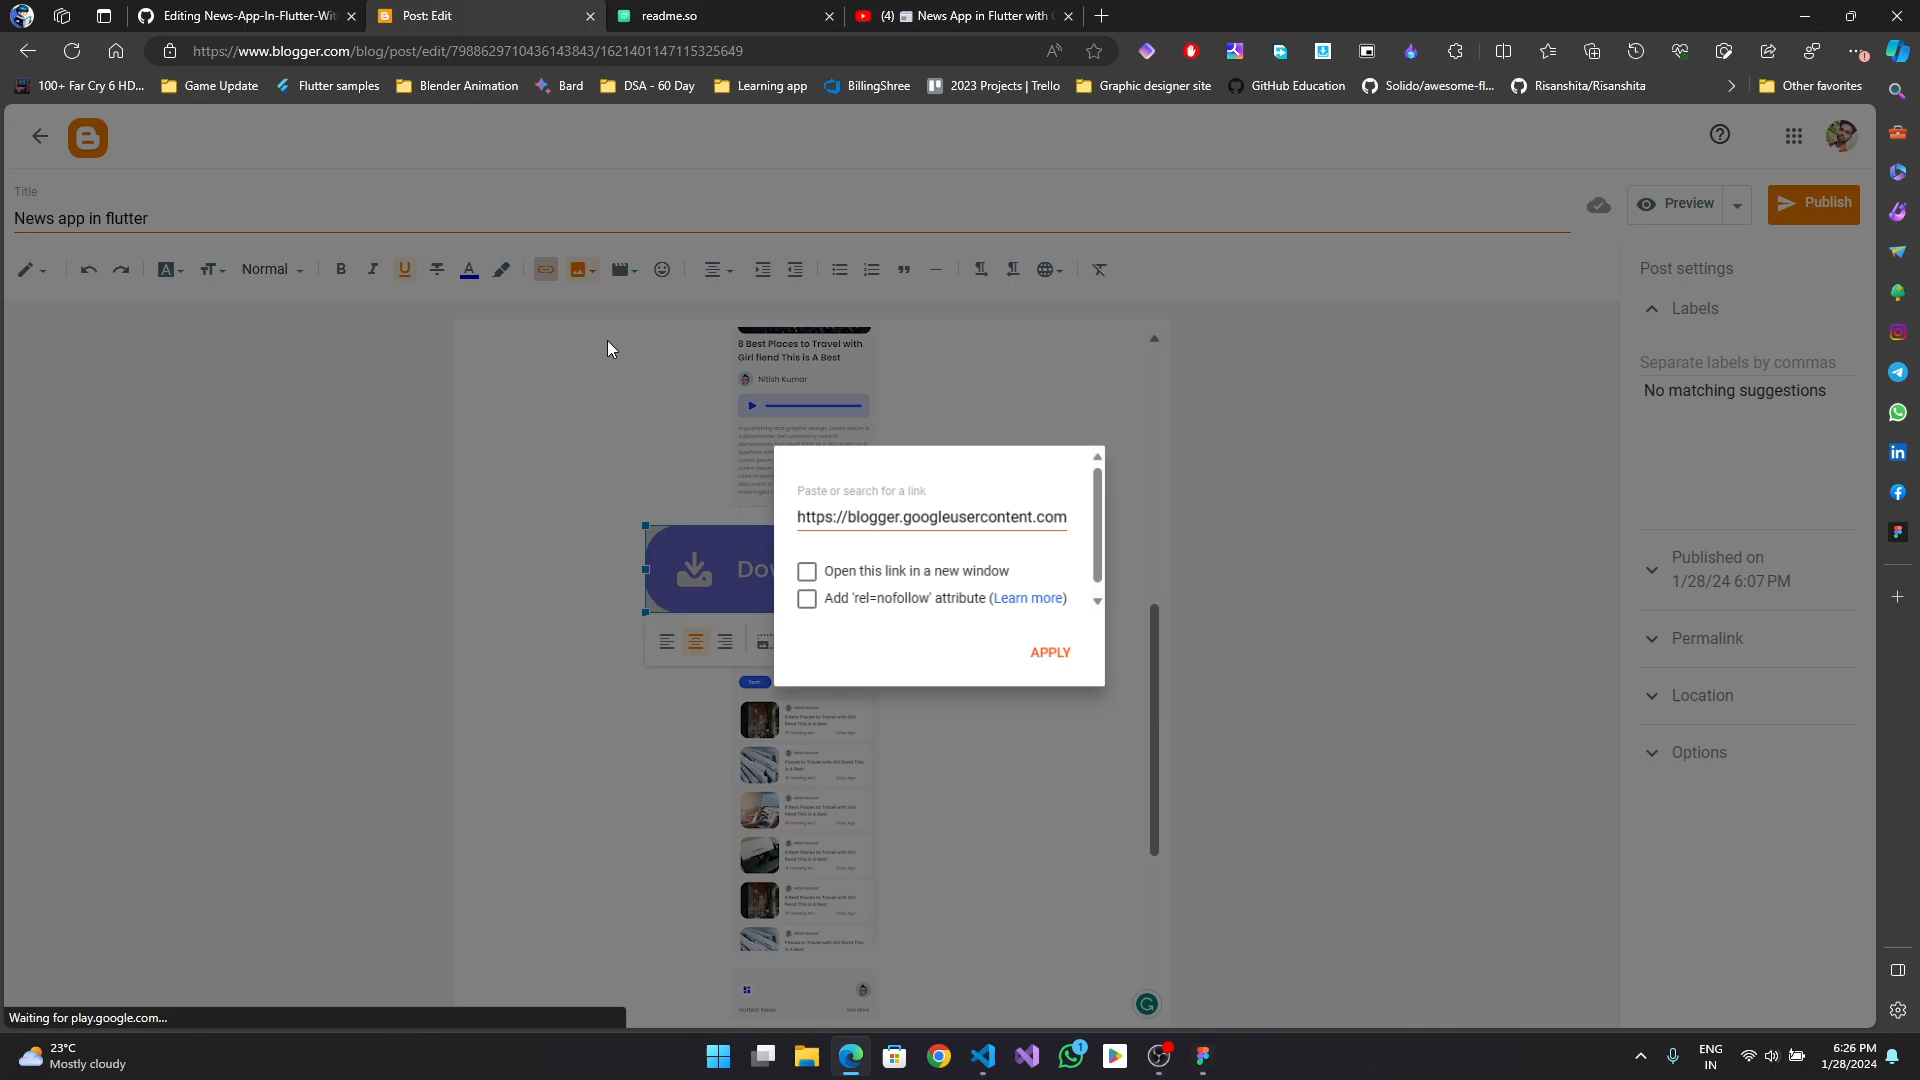 Editing News-App-In-Flutter-Wit
Post: Edit
readme.so
(4) News App in Flutter with
https://www.blogger.com/blog/post/edit/7988629710436143843/1621401147115325649
100+ Far Cry 6 HD...
Game Update
Flutter samples
Blender Animation
Bard
DSA - 60 Day
Learning app
BillingShree
2023 Projects | Trello
Graphic designer site
GitHub Education
Solido/awesome-fl...
Risanshita/Risanshita
Other favorites
Title
News app in flutter
Preview
Publish
Normal
Post settings
Labels
Separate labels by commas
No matching suggestions
Published on
1/28/24 6:07 PM
Permalink
Location
Options
8 Best Places to Travel with
Girl fiend This is A Best
Nitish Kumar
Paste or search for a link
https://blogger.googleusercontent.com
Open this link in a new window
Add 'rel=nofollow' attribute (Learn more)
APPLY
Tech
Hottest News
See More
Waiting for play.google.com...
23°C
Mostly cloudy
1
ENG
IN
6:26 PM
1/28/2024